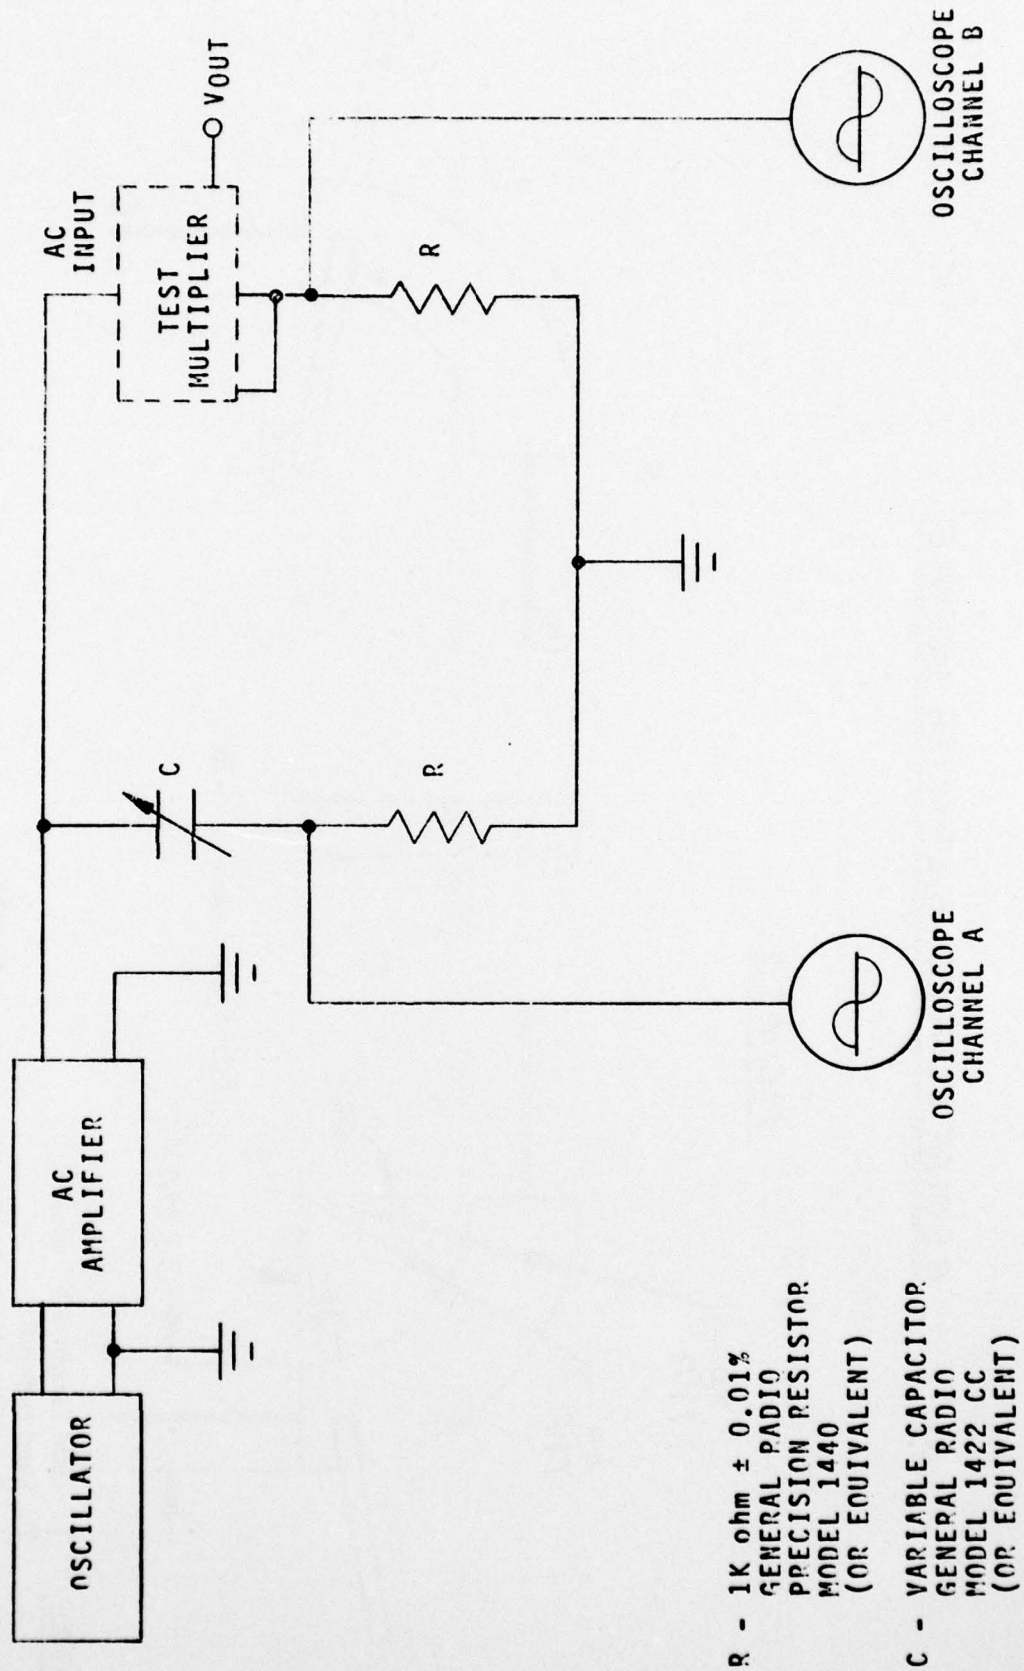 OSCILLATOR
AC
AMPLIFIER
C
R
AC
INPUT
TEST
MULTIPLIER
VOUT
R
OSCILLOSCOPE
CHANNEL A
OSCILLOSCOPE
CHANNEL B
R - 1K ohm ± 0.01%
GENERAL RADIO
PRECISION RESISTOR
MODEL 1440
(OR EQUIVALENT)
C - VARIABLE CAPACITOR
GENERAL RADIO
MODEL 1422 CC
(OR EQUIVALENT)